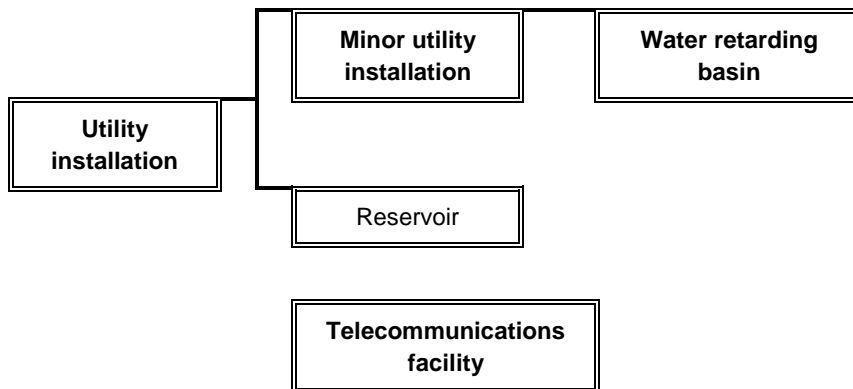 Minor utility
installation
Water retarding
basin
Utility
installation
Reservoir
Telecommunications
facility